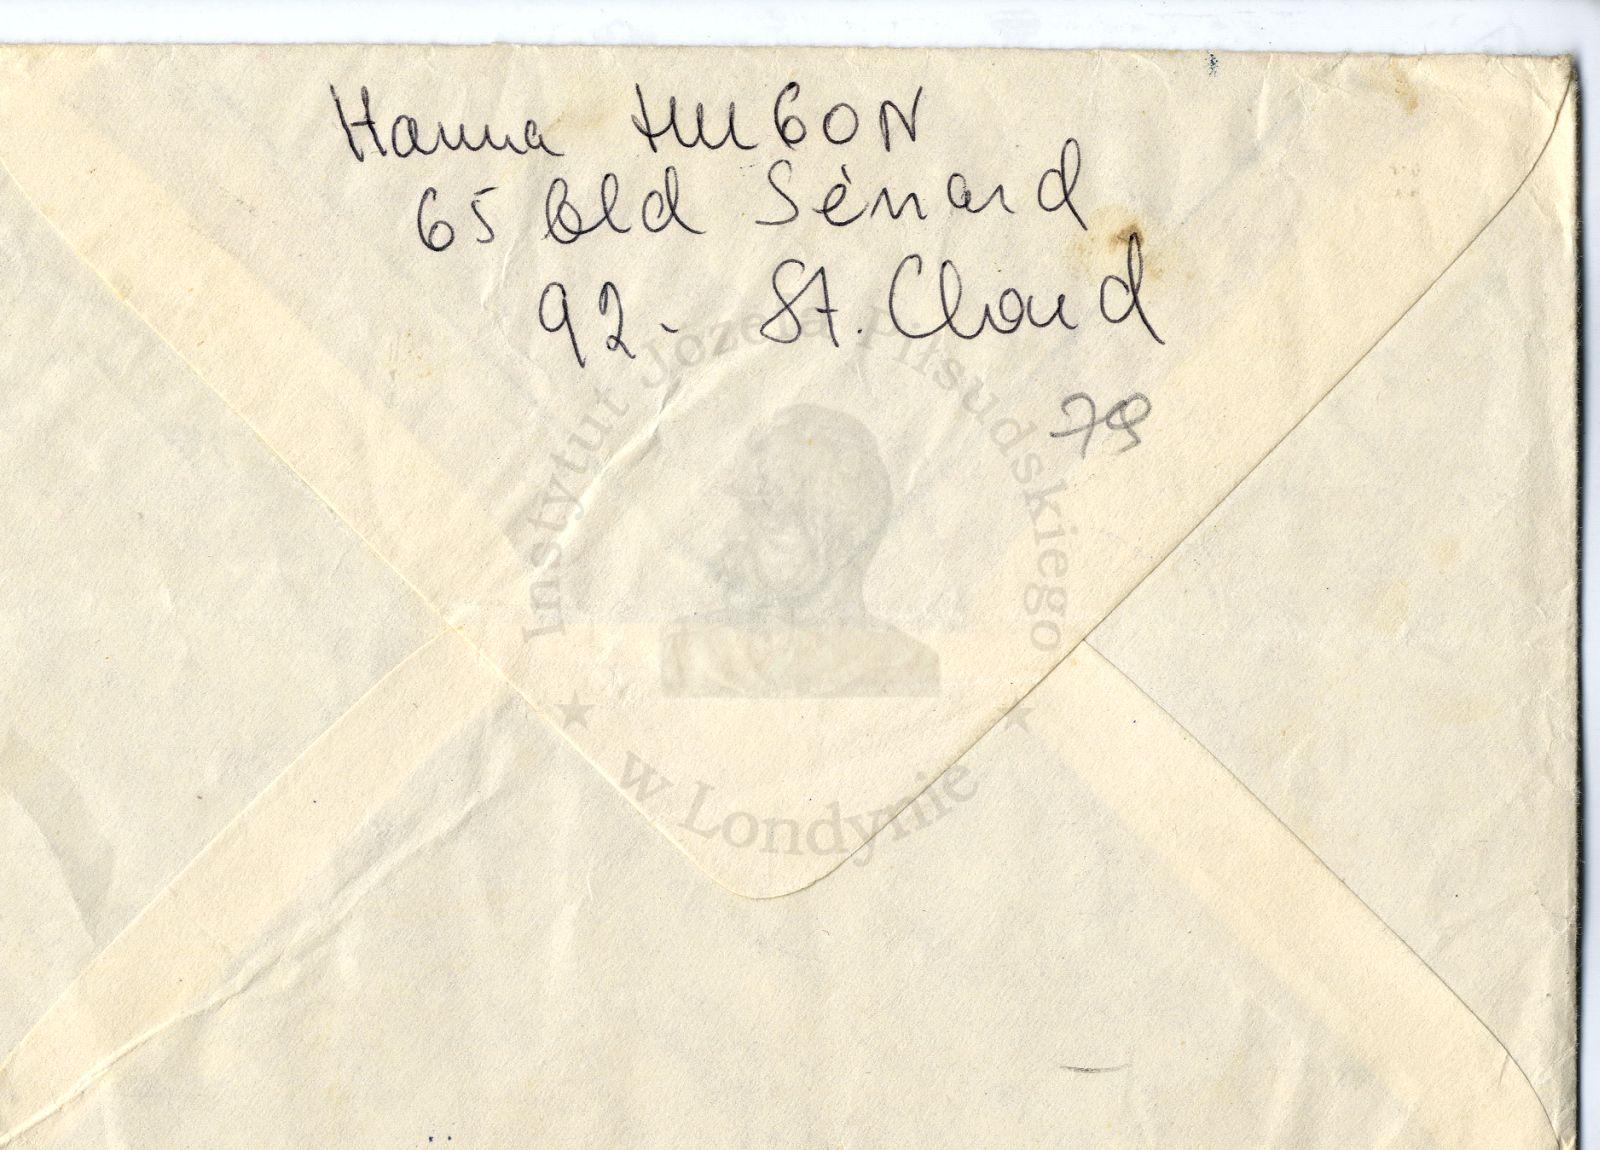 Hanna HUGON
65 Bld Sénard
92 - St. Cloud
79
Instytut Józefa Piłsudskiego
★ w Londynie ★